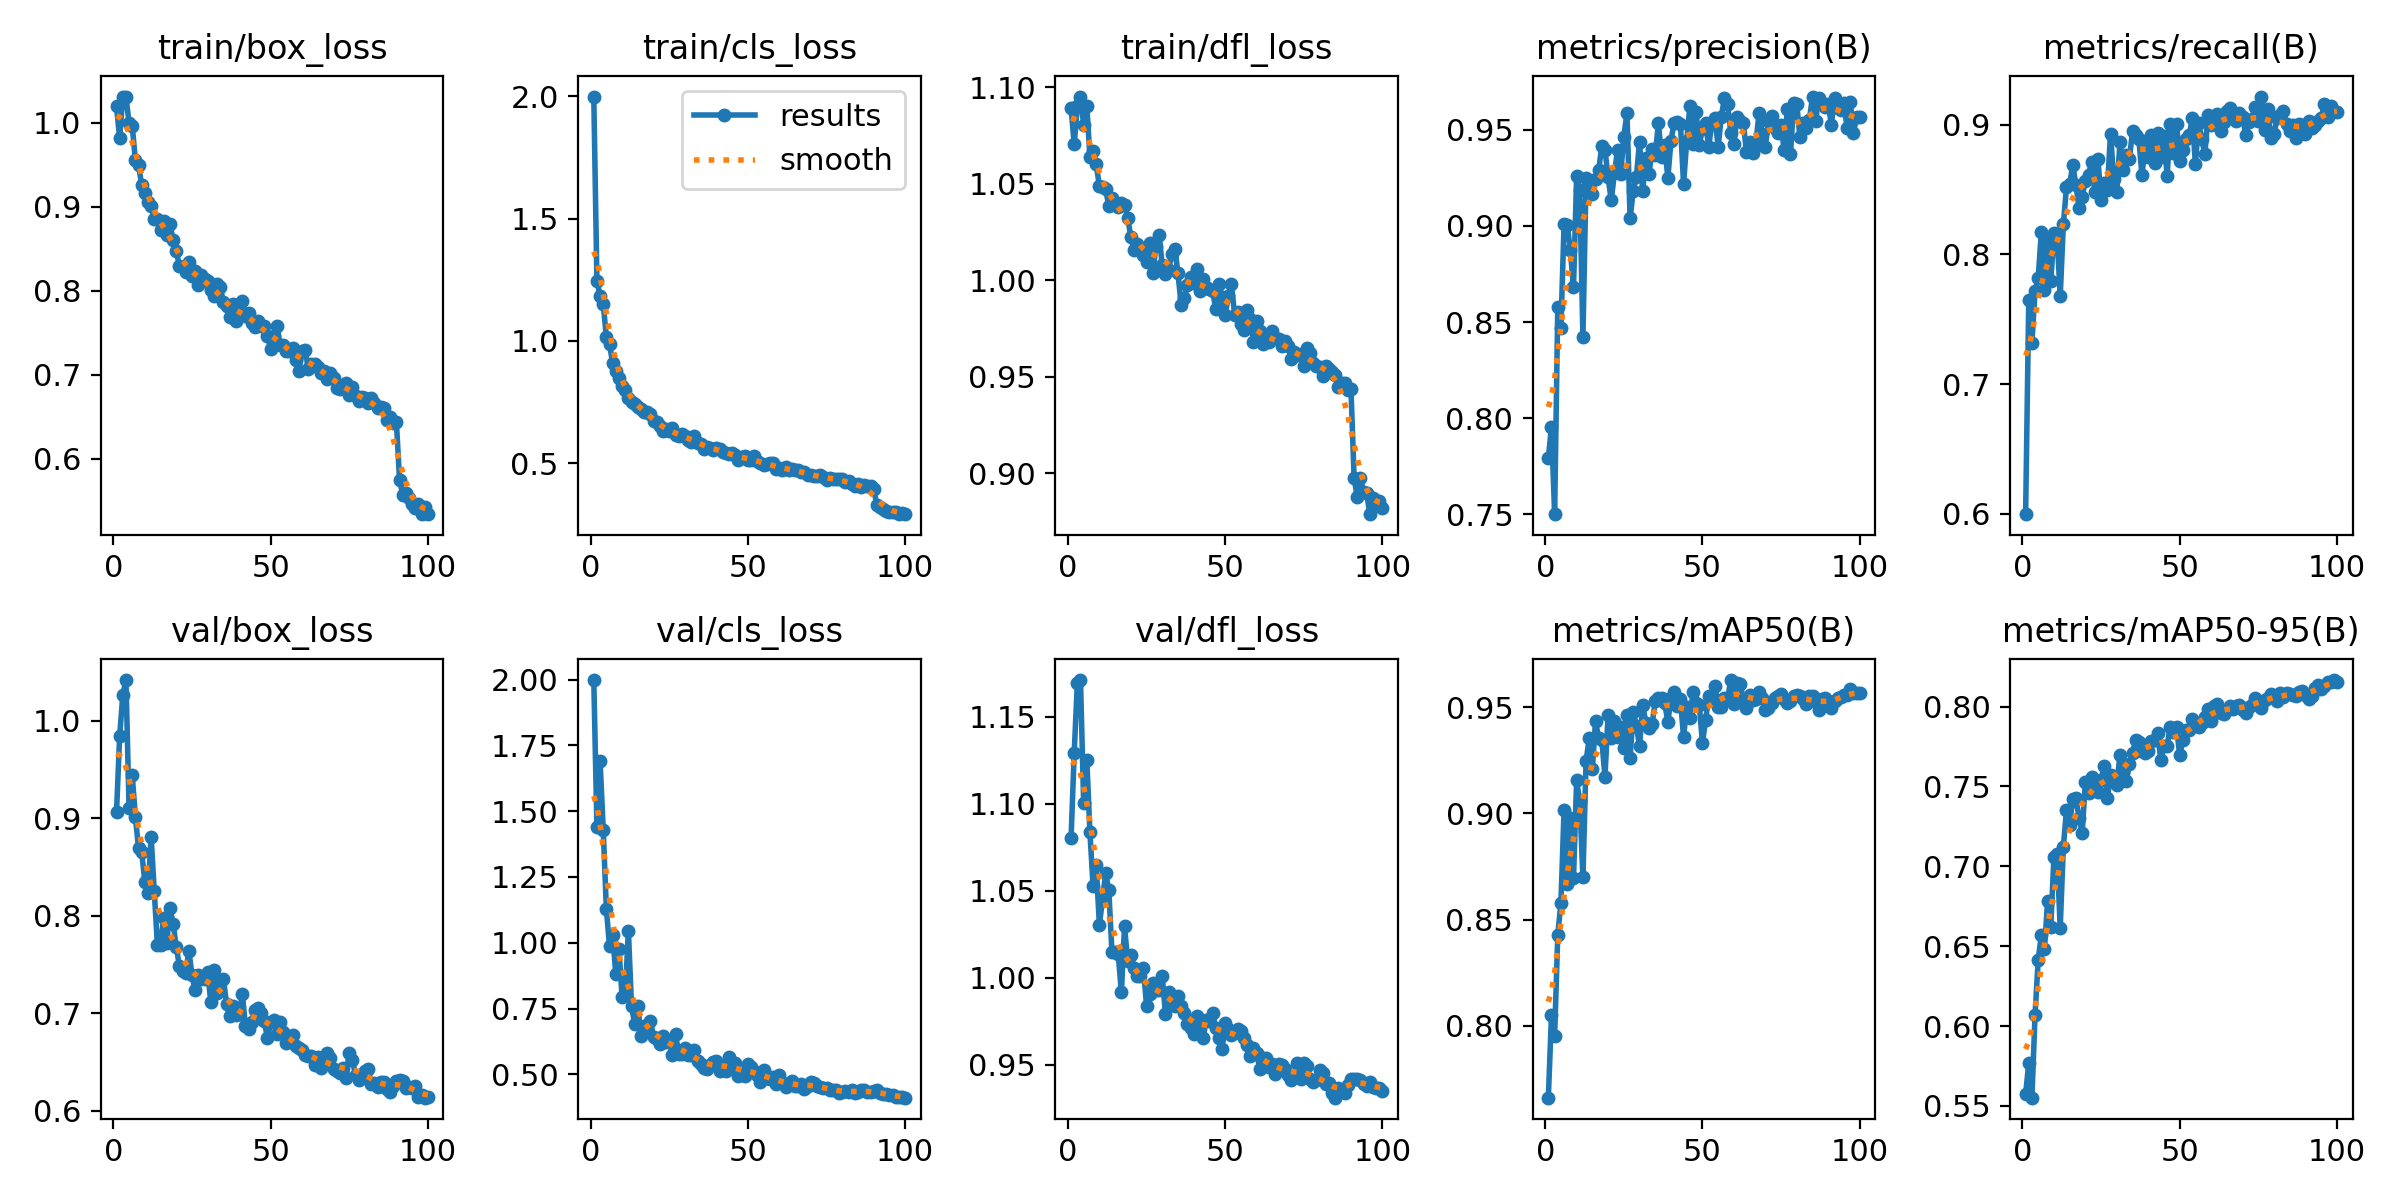 train/box_loss
1.0
0.9
0.8
0.7
0.6
0 50 100
train/cls_loss
results
smooth
2.0
1.5
1.0
0.5
0 50 100
train/dfl_loss
1.10
1.05
1.00
0.95
0.90
0 50 100
metrics/precision(B)
0.95
0.90
0.85
0.80
0.75
0 50 100
metrics/recall(B)
0.9
0.8
0.7
0.6
0 50 100
val/box_loss
1.0
0.9
0.8
0.7
0.6
0 50 100
val/cls_loss
2.00
1.75
1.50
1.25
1.00
0.75
0.50
0 50 100
val/dfl_loss
1.15
1.10
1.05
1.00
0.95
0 50 100
metrics/mAP50(B)
0.95
0.90
0.85
0.80
0 50 100
metrics/mAP50-95(B)
0.80
0.75
0.70
0.65
0.60
0.55
0 50 100